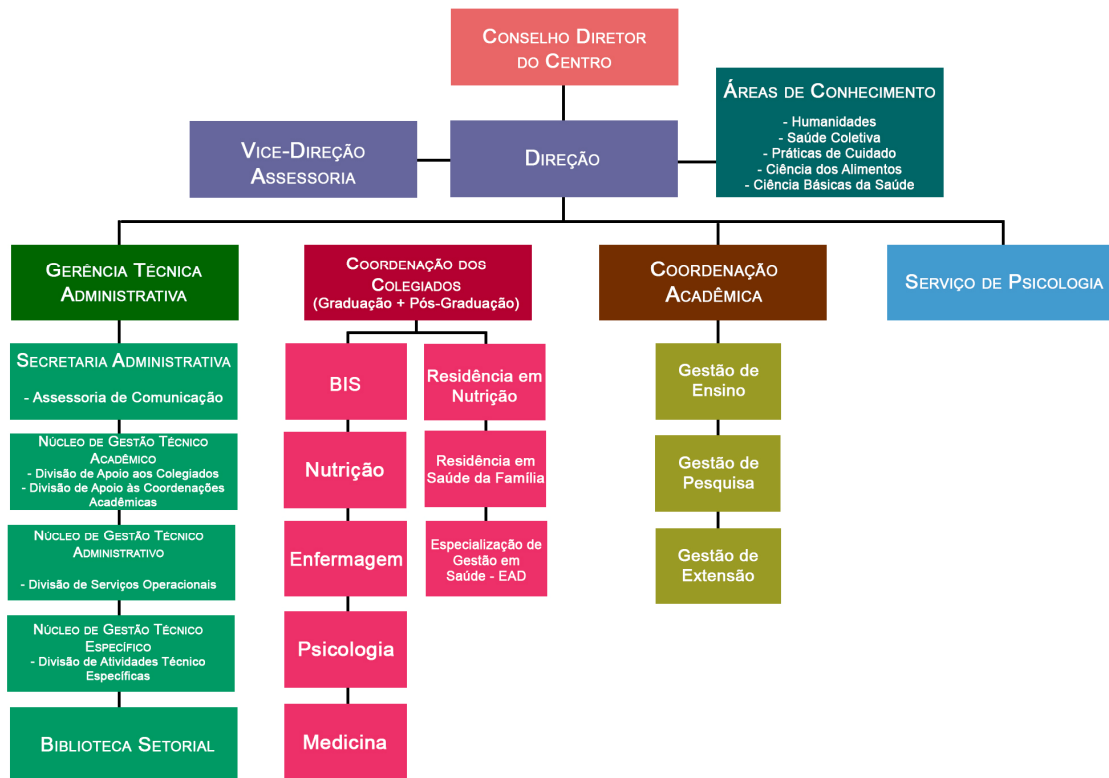 Conselho Diretor
do Centro
Áreas de Conhecimento
- Humanidades
- Saúde Coletiva
- Práticas de Cuidado
- Ciência dos Alimentos
- Ciência Básicas da Saúde
Vice-Direção
Assessoria
Direção
Gerência Técnica
Administrativa
Coordenação dos
Colegiados
(Graduação + Pós-Graduação)
Coordenação
Acadêmica
Serviço de Psicologia
Secretaria Administrativa
- Assessoria de Comunicação
Núcleo de Gestão Técnico
Acadêmico
- Divisão de Apoio aos Colegiados
- Divisão de Apoio às Coordenações
Acadêmicas
Núcleo de Gestão Técnico
Administrativo
- Divisão de Serviços Operacionais
Núcleo de Gestão Técnico
Específico
- Divisão de Atividades Técnico
Específicas
Biblioteca Setorial
BIS
Nutrição
Enfermagem
Psicologia
Medicina
Residência em
Nutrição
Residência em
Saúde da Família
Especialização de
Gestão em
Saúde - EAD
Gestão de
Ensino
Gestão de
Pesquisa
Gestão de
Extensão